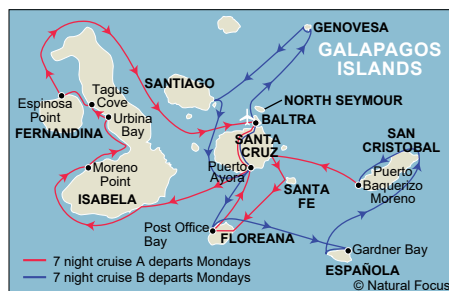 GENOVESA
GALAPAGOS
ISLANDS
SANTIAGO
NORTH SEYMOUR
BALTRA
Tagus
Cove
Espinosa
Point
Urbina
Bay
FERNANDINA
SANTA
CRUZ
SAN
CRISTOBAL
Puerto
Ayora
Puerto
Baquerizo
Moreno
Moreno
Point
ISABELA
SANTA
FE
Post Office
Bay
FLOREANA
Gardner Bay
ESPAÑOLA
7 night cruise A departs Mondays
7 night cruise B departs Mondays
© Natural Focus